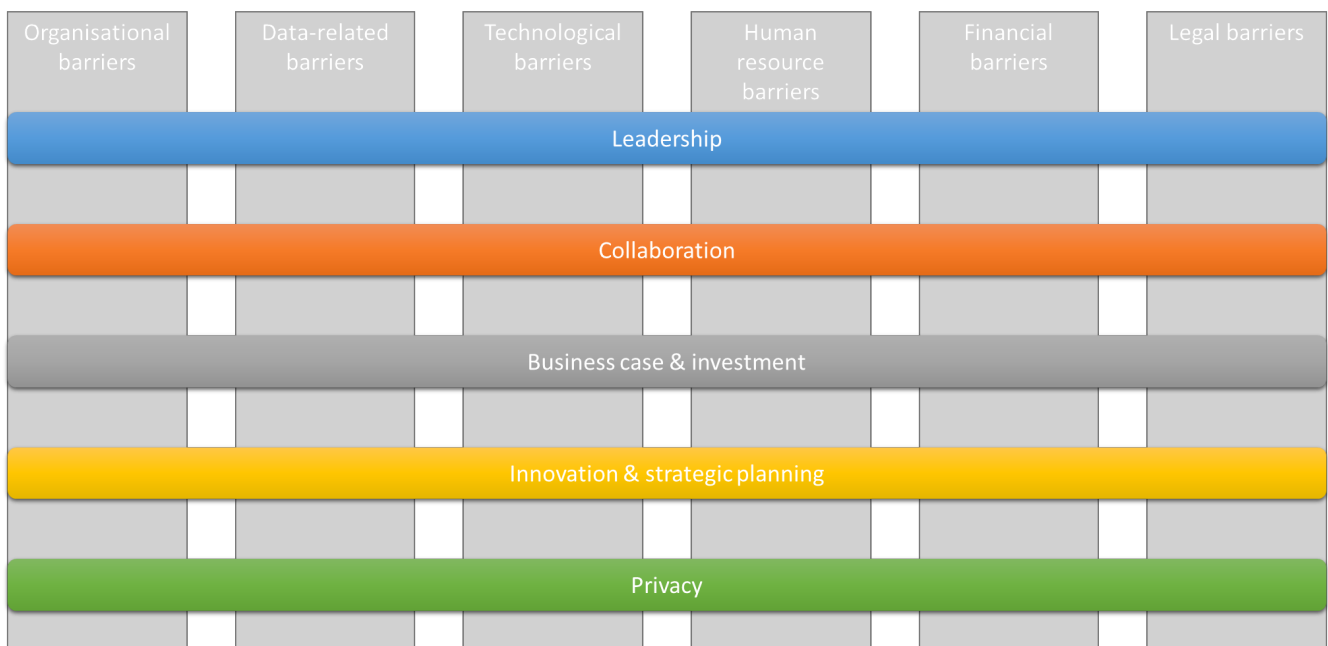 Organisational
barriers
Data-related
barriers
Technological
barriers
Human
resource
barriers
Financial
barriers
Legal barriers
Leadership
Collaboration
Business case & investment
Innovation & strategic planning
Privacy